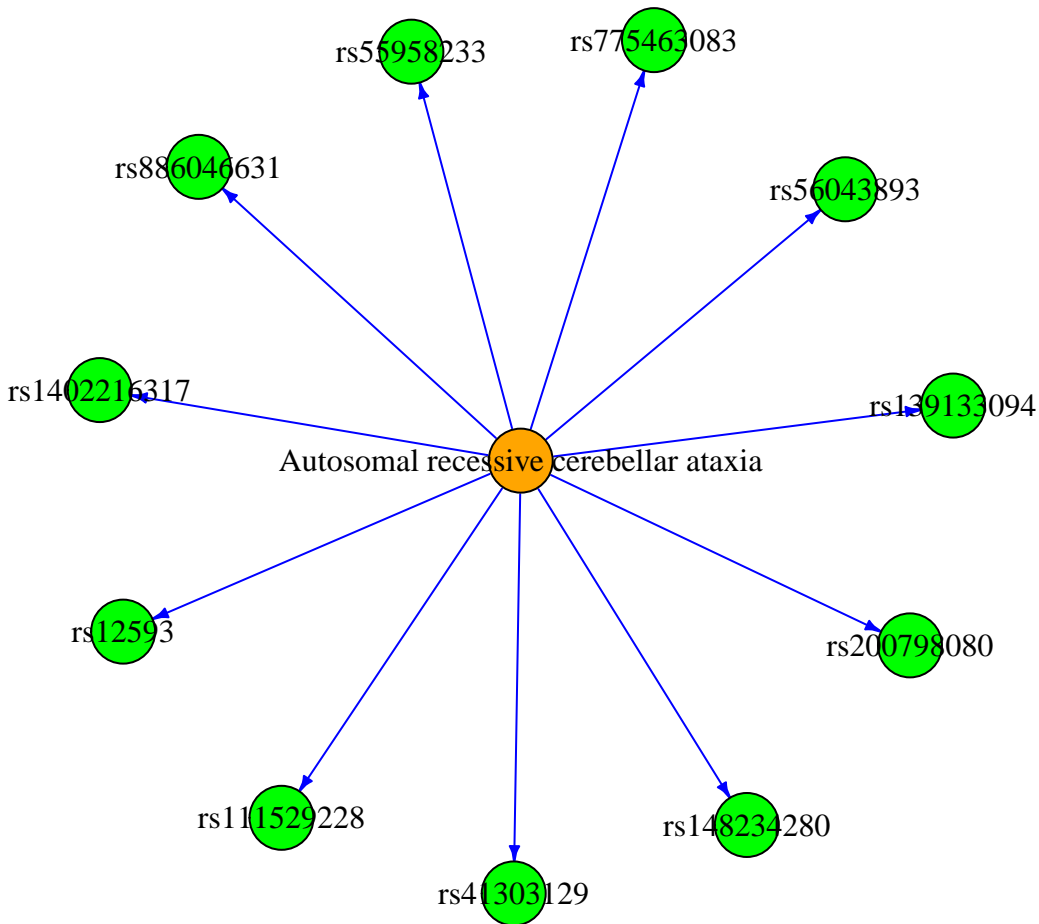 rs775463083
rs55958233
rs886046631
rs56043893
rs1402216317
rs139133094
Autosomal recessive cerebellar ataxia
rs12593
rs200798080
rs111529228
rs148234280
rs41303129